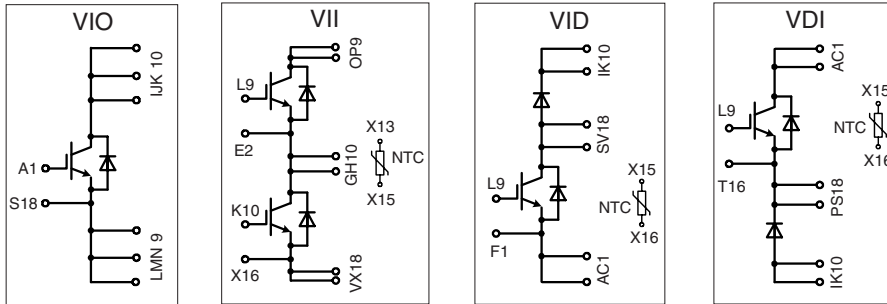 VIO
IJK 10
A1
S18
LMN 9
VII
OP9
L9
E2
X13
NTC
GH10
X15
K10
X16
VX18
VID
IK10
SV18
L9
X15
NTC
X16
F1
AC1
VDI
AC1
L9
X15
NTC
X16
T16
PS18
IK10